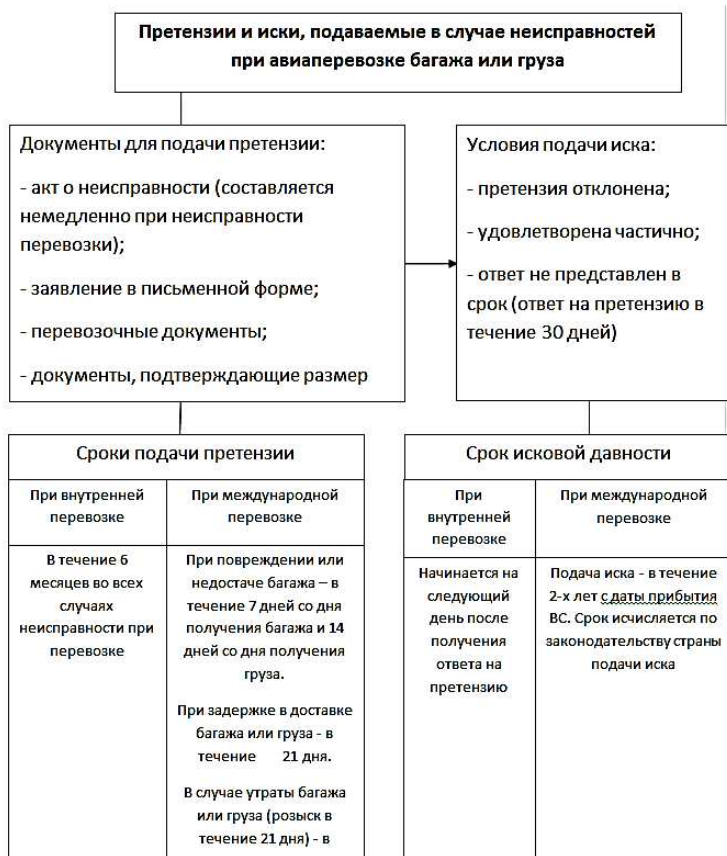 Претензии и иски, подаваемые в случае неисправностей
при авиаперевозке багажа или груза
Документы для подачи претензии:
- акт о неисправности (составляется
немедленно при неисправности
перевозки);
- заявление в письменной форме;
- перевозочные документы;
- документы, подтверждающие размер
Условия подачи иска:
- претензия отклонена;
- удовлетворена частично;
- ответ не представлен в
срок (ответ на претензию в
течение 30 дней)
Сроки подачи претензии
При внутренней
перевозке
При международной
перевозке
В течение 6
месяцев во всех
случаях
неисправности при
перевозке
При повреждении или
недостаче багажа – в
течение 7 дней со дня
получения багажа и 14
дней со дня получения
груза.
При задержке в доставке
багажа или груза - в
течение 21 дня.
В случае утраты багажа
или груза (розыск в
течение 21 дня) - в
Срок исковой давности
При
внутренней
перевозке
При международной
перевозке
Начинается на
следующий
день после
получения
ответа на
претензию
Подача иска - в течение
2-х лет с даты прибытия
ВС. Срок исчисляется по
законодательству страны
подачи иска